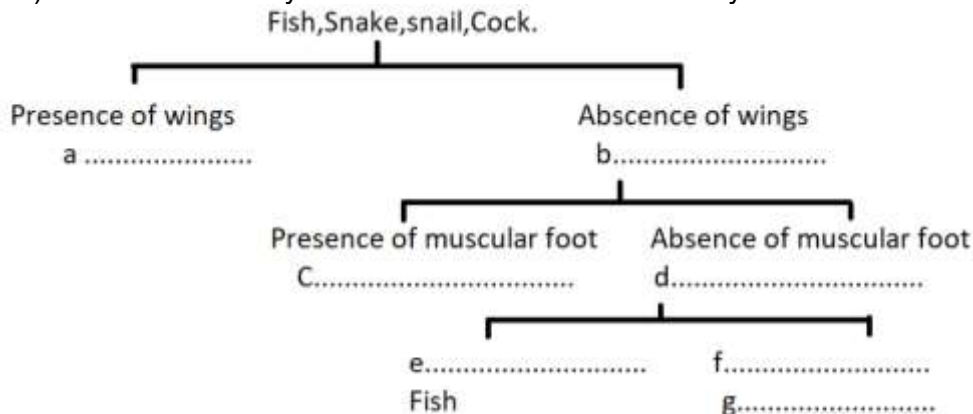 Fish,Snake,snail,Cock.
Presence of wings Abscence of wings
a ...................... b............................
Presence of muscular foot Absence of muscular foot
C.................................. d.................................
e............................. f...........................
Fish g..........................